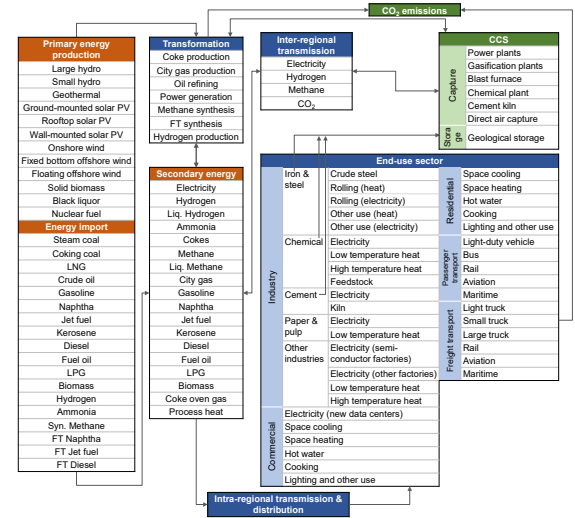 CO2 emissions
Primary energy
production
Large hydro
Small hydro
Geothermal
Ground-mounted solar PV
Rooftop solar PV
Wall-mounted solar PV
Onshore wind
Fixed bottom offshore wind
Floating offshore wind
Solid biomass
Black liquor
Nuclear fuel
Energy import
Steam coal
Coking coal
LNG
Crude oil
Gasoline
Naphtha
Jet fuel
Kerosene
Diesel
Fuel oil
LPG
Biomass
Hydrogen
Ammonia
Syn. Methane
FT Naphtha
FT Jet fuel
FT Diesel
Transformation
Coke production
City gas production
Oil refining
Power generation
Methane synthesis
FT synthesis
Hydrogen production
Secondary energy
Electricity
Hydrogen
Liq. Hydrogen
Ammonia
Cokes
Methane
Liq. Methane
City gas
Gasoline
Naphtha
Jet fuel
Kerosene
Diesel
Fuel oil
LPG
Biomass
Coke oven gas
Process heat
Inter-regional
transmission
Electricity
Hydrogen
Methane
CO2
CCS
Capture
Power plants
Gasification plants
Blast furnace
Chemical plant
Cement kiln
Direct air capture
Stora
ge
Geological storage
End-use sector
Industry
Iron &
steel
Crude steel
Rolling (heat)
Rolling (electricity)
Other use (heat)
Other use (electricity)
Chemical
Electricity
Low temperature heat
High temperature heat
Feedstock
Cement
Electricity
Kiln
Paper &
pulp
Electricity
Low temperature heat
Other
industries
Electricity (semi-
conductor factories)
Electricity (other factories)
Low temperature heat
High temperature heat
Commercial
Electricity (new data centers)
Space cooling
Space heating
Hot water
Cooking
Lighting and other use
Residential
Space cooling
Space heating
Hot water
Cooking
Lighting and other use
Passenger
transport
Light-duty vehicle
Bus
Rail
Aviation
Maritime
Freight transport
Light truck
Small truck
Large truck
Rail
Aviation
Maritime
Intra-regional transmission &
distribution